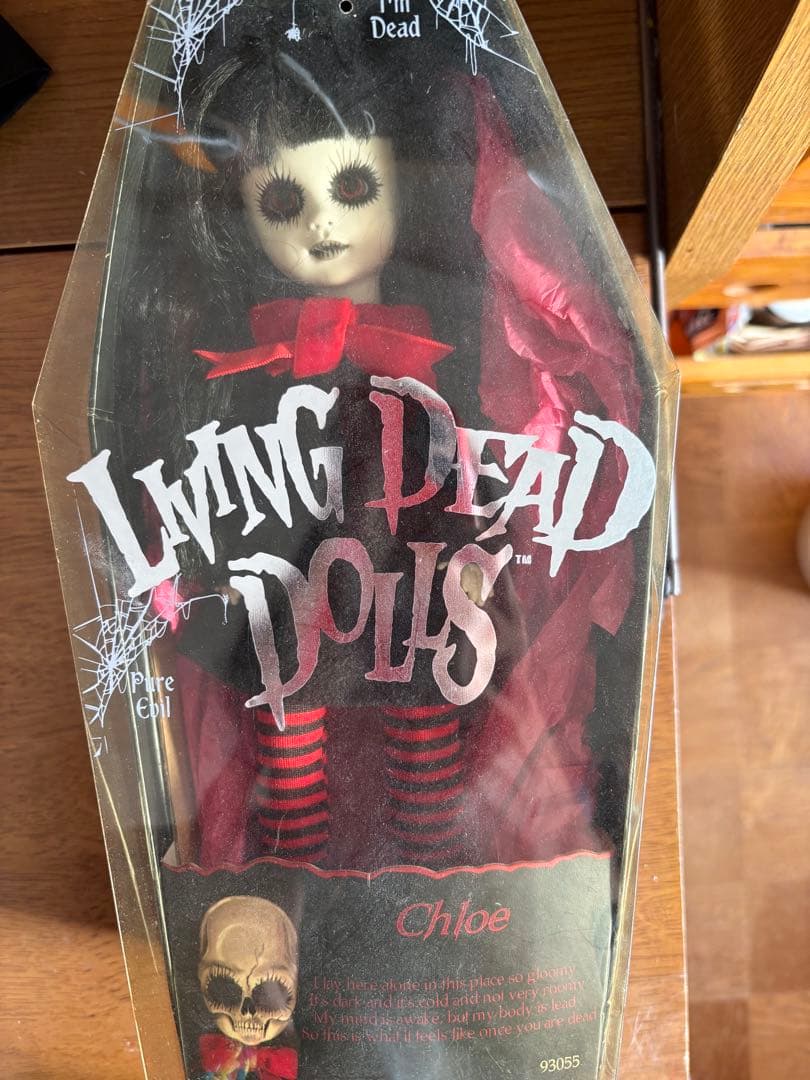 I'm
Dead
LIVING DEAD
DOLLS ™
Pure
Evil
Chloe
I lay here alone in this place so gloomy
It's dark and it's cold and not very roomy
My mind is awake, but my body is lead
So this is what it feels like once you are dead
93055